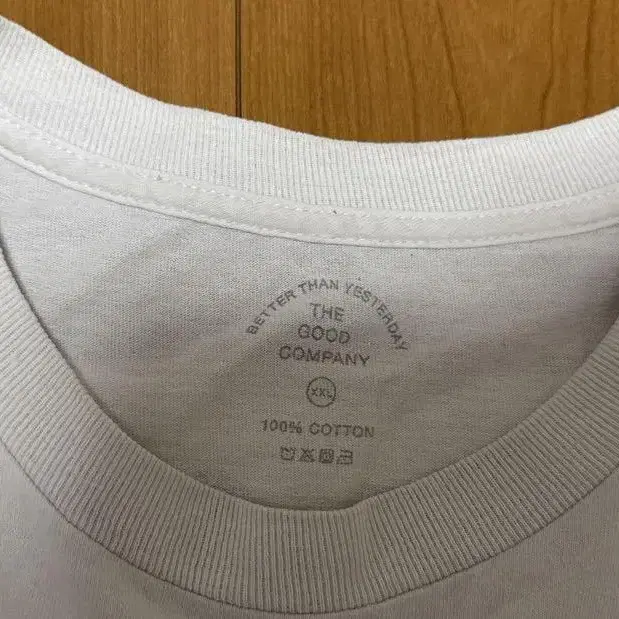 BETTER THAN YESTERDAY
THE
GOOD
COMPANY
XXL
100% COTTON